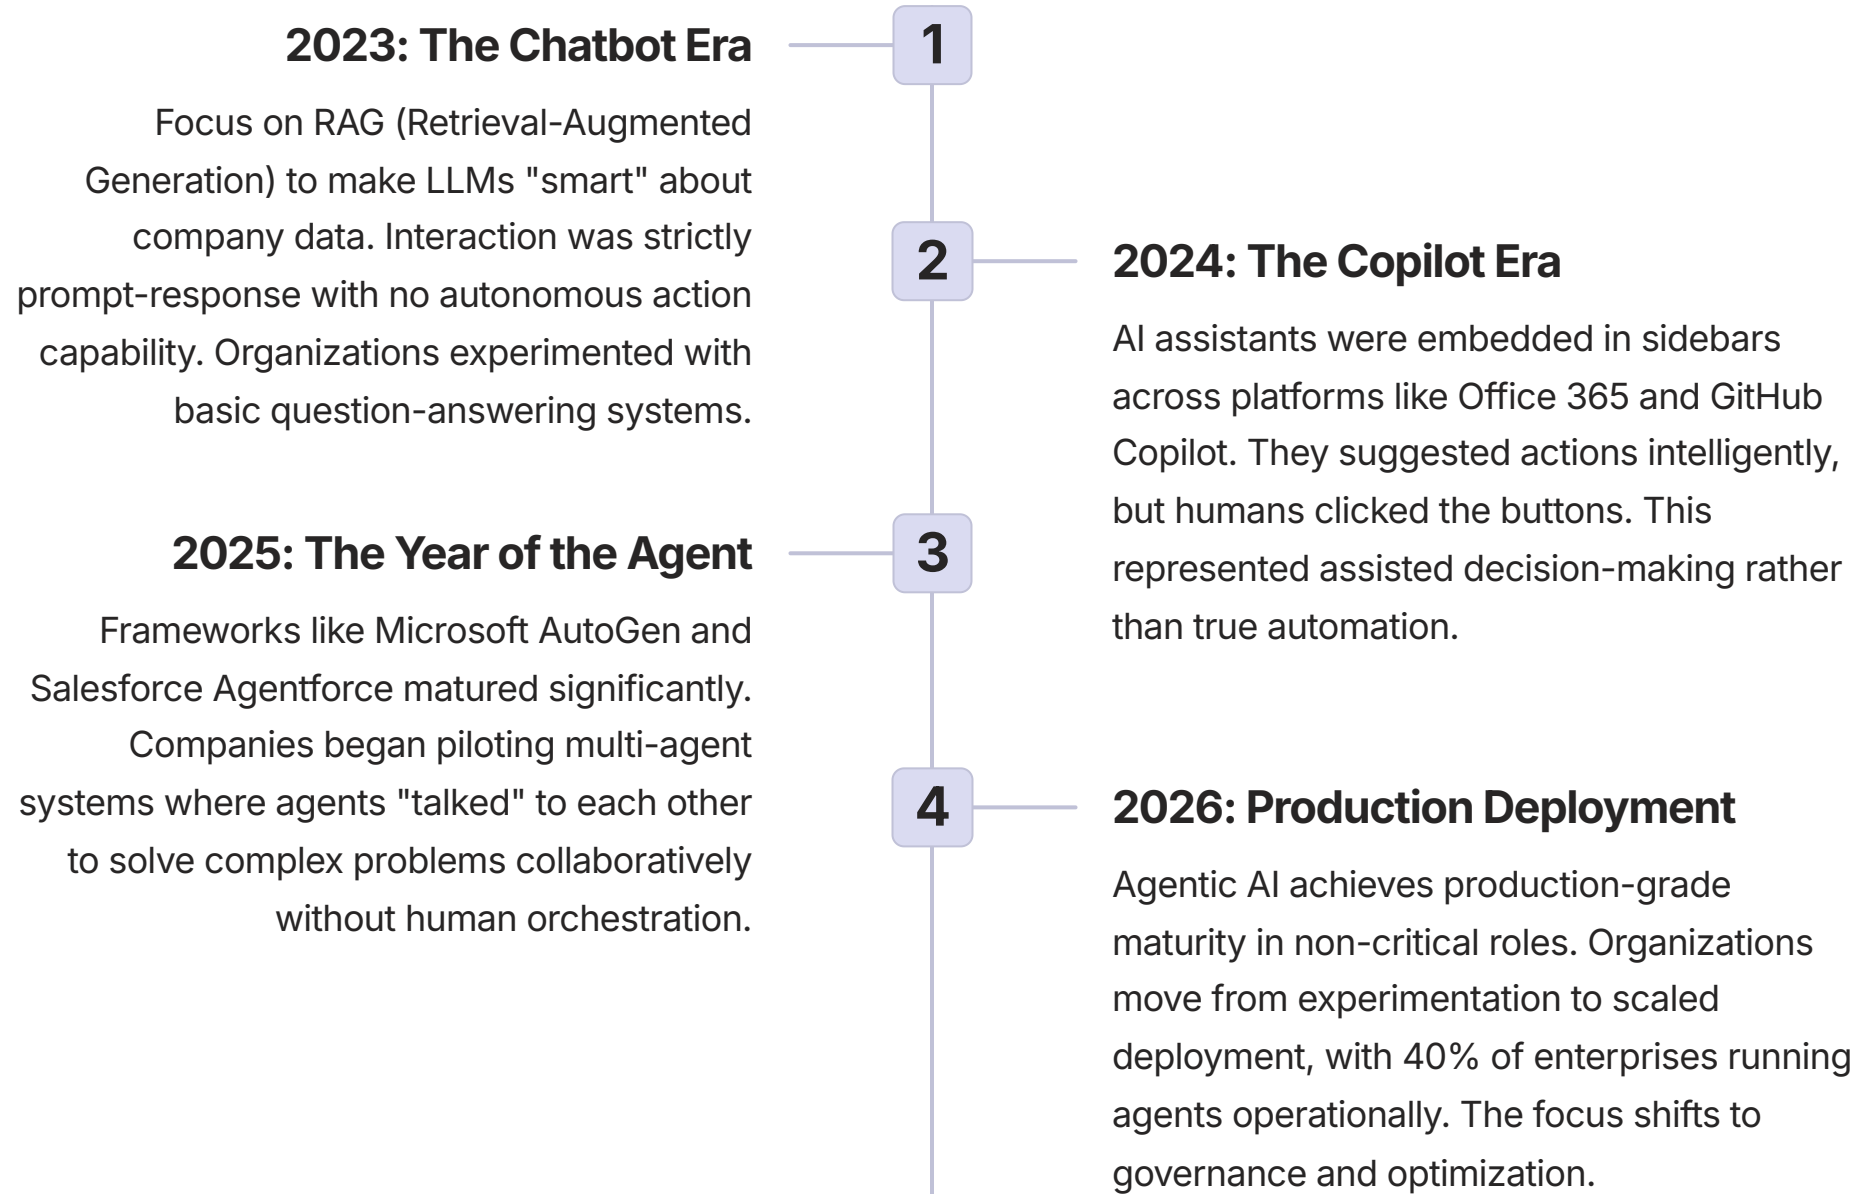 1
2023: The Chatbot Era
Focus on RAG (Retrieval-Augmented
Generation) to make LLMs "smart" about
company data. Interaction was strictly
prompt-response with no autonomous action
capability. Organizations experimented with
basic question-answering systems.
2
2024: The Copilot Era
AI assistants were embedded in sidebars
across platforms like Office 365 and GitHub
Copilot. They suggested actions intelligently,
but humans clicked the buttons. This
represented assisted decision-making rather
than true automation.
3
2025: The Year of the Agent
Frameworks like Microsoft AutoGen and
Salesforce Agentforce matured significantly.
Companies began piloting multi-agent
systems where agents "talked" to each other
to solve complex problems collaboratively
without human orchestration.
4
2026: Production Deployment
Agentic AI achieves production-grade
maturity in non-critical roles. Organizations
move from experimentation to scaled
deployment, with 40% of enterprises running
agents operationally. The focus shifts to
governance and optimization.